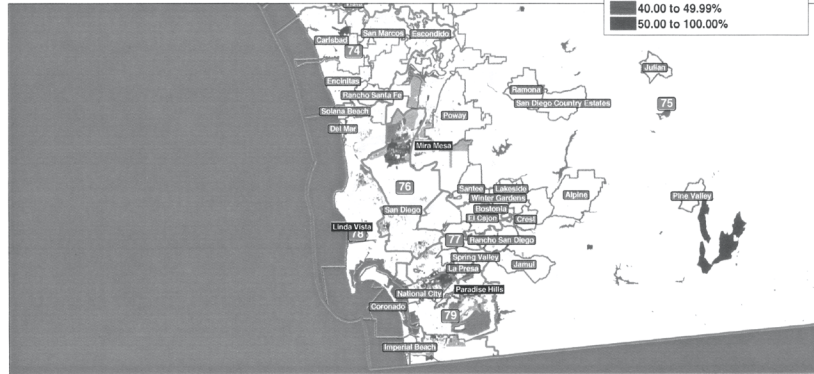 40.00 to 49.99%
50.00 to 100.00%
Carlsbad
San Marcos
Escondido
74
Encinitas
Rancho Santa Fe
Solana Beach
Del Mar
Poway
Mira Mesa
Ramona
San Diego Country Estates
Julian
75
76
San Diego
Santee
Lakeside
Winter Gardens
Bostonia
El Cajon
Crest
Alpine
Pine Valley
Linda Vista
78
77
Rancho San Diego
Spring Valley
La Presa
Jamul
National City
Paradise Hills
Coronado
79
Imperial Beach